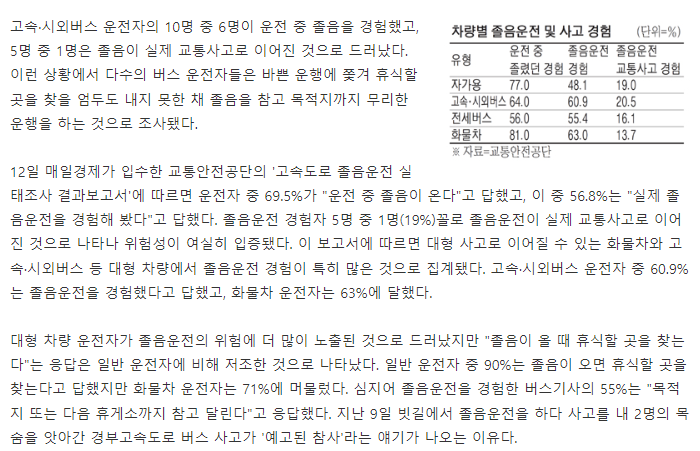 고속·시외버스 운전자의 10명 중 6명이 운전 중 졸음을 경험했고,
5명 중 1명은 졸음이 실제 교통사고로 이어진 것으로 드러났다.
이런 상황에서 다수의 버스 운전자들은 바쁜 운행에 쫓겨 휴식할
곳을 찾을 엄두도 내지 못한 채 졸음을 참고 목적지까지 무리한
운행을 하는 것으로 조사됐다.
차량별 졸음운전 및 사고 경험 (단위=%)
유형 운전 중 졸렸던 경험 졸음운전 경험 졸음운전 교통사고 경험
자가용 77.0 48.1 19.0
고속·시외버스 64.0 60.9 20.5
전세버스 56.0 55.4 16.1
화물차 81.0 63.0 13.7
※ 자료=교통안전공단
12일 매일경제가 입수한 교통안전공단의 '고속도로 졸음운전 실
태조사 결과보고서'에 따르면 운전자 중 69.5%가 "운전 중 졸음이 온다"고 답했고, 이 중 56.8%는 "실제 졸
음운전을 경험해 봤다"고 답했다. 졸음운전 경험자 5명 중 1명(19%)꼴로 졸음운전이 실제 교통사고로 이어
진 것으로 나타나 위험성이 여실히 입증됐다. 이 보고서에 따르면 대형 사고로 이어질 수 있는 화물차와 고
속·시외버스 등 대형 차량에서 졸음운전 경험이 특히 많은 것으로 집계됐다. 고속·시외버스 운전자 중 60.9%
는 졸음운전을 경험했다고 답했고, 화물차 운전자는 63%에 달했다.
대형 차량 운전자가 졸음운전의 위험에 더 많이 노출된 것으로 드러났지만 "졸음이 올 때 휴식할 곳을 찾는
다"는 응답은 일반 운전자에 비해 저조한 것으로 나타났다. 일반 운전자 중 90%는 졸음이 오면 휴식할 곳을
찾는다고 답했지만 화물차 운전자는 71%에 머물렀다. 심지어 졸음운전을 경험한 버스기사의 55%는 "목적
지 또는 다음 휴게소까지 참고 달린다"고 응답했다. 지난 9일 빗길에서 졸음운전을 하다 사고를 내 2명의 목
숨을 앗아간 경부고속도로 버스 사고가 '예고된 참사'라는 얘기가 나오는 이유다.